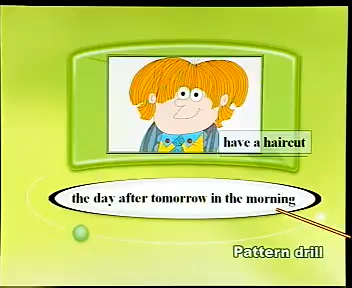 have a haircut
the day after tomorrow in the morning
Pattern drill